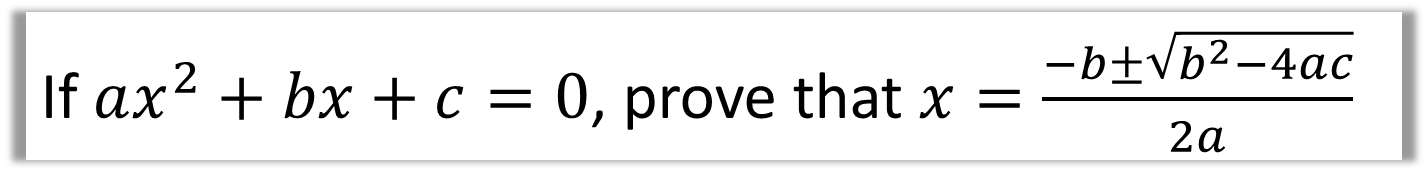 If 𝑎𝑥² + 𝑏𝑥 + 𝑐 = 0, prove that 𝑥 = (−𝑏±√(𝑏²−4𝑎𝑐))/(2𝑎)